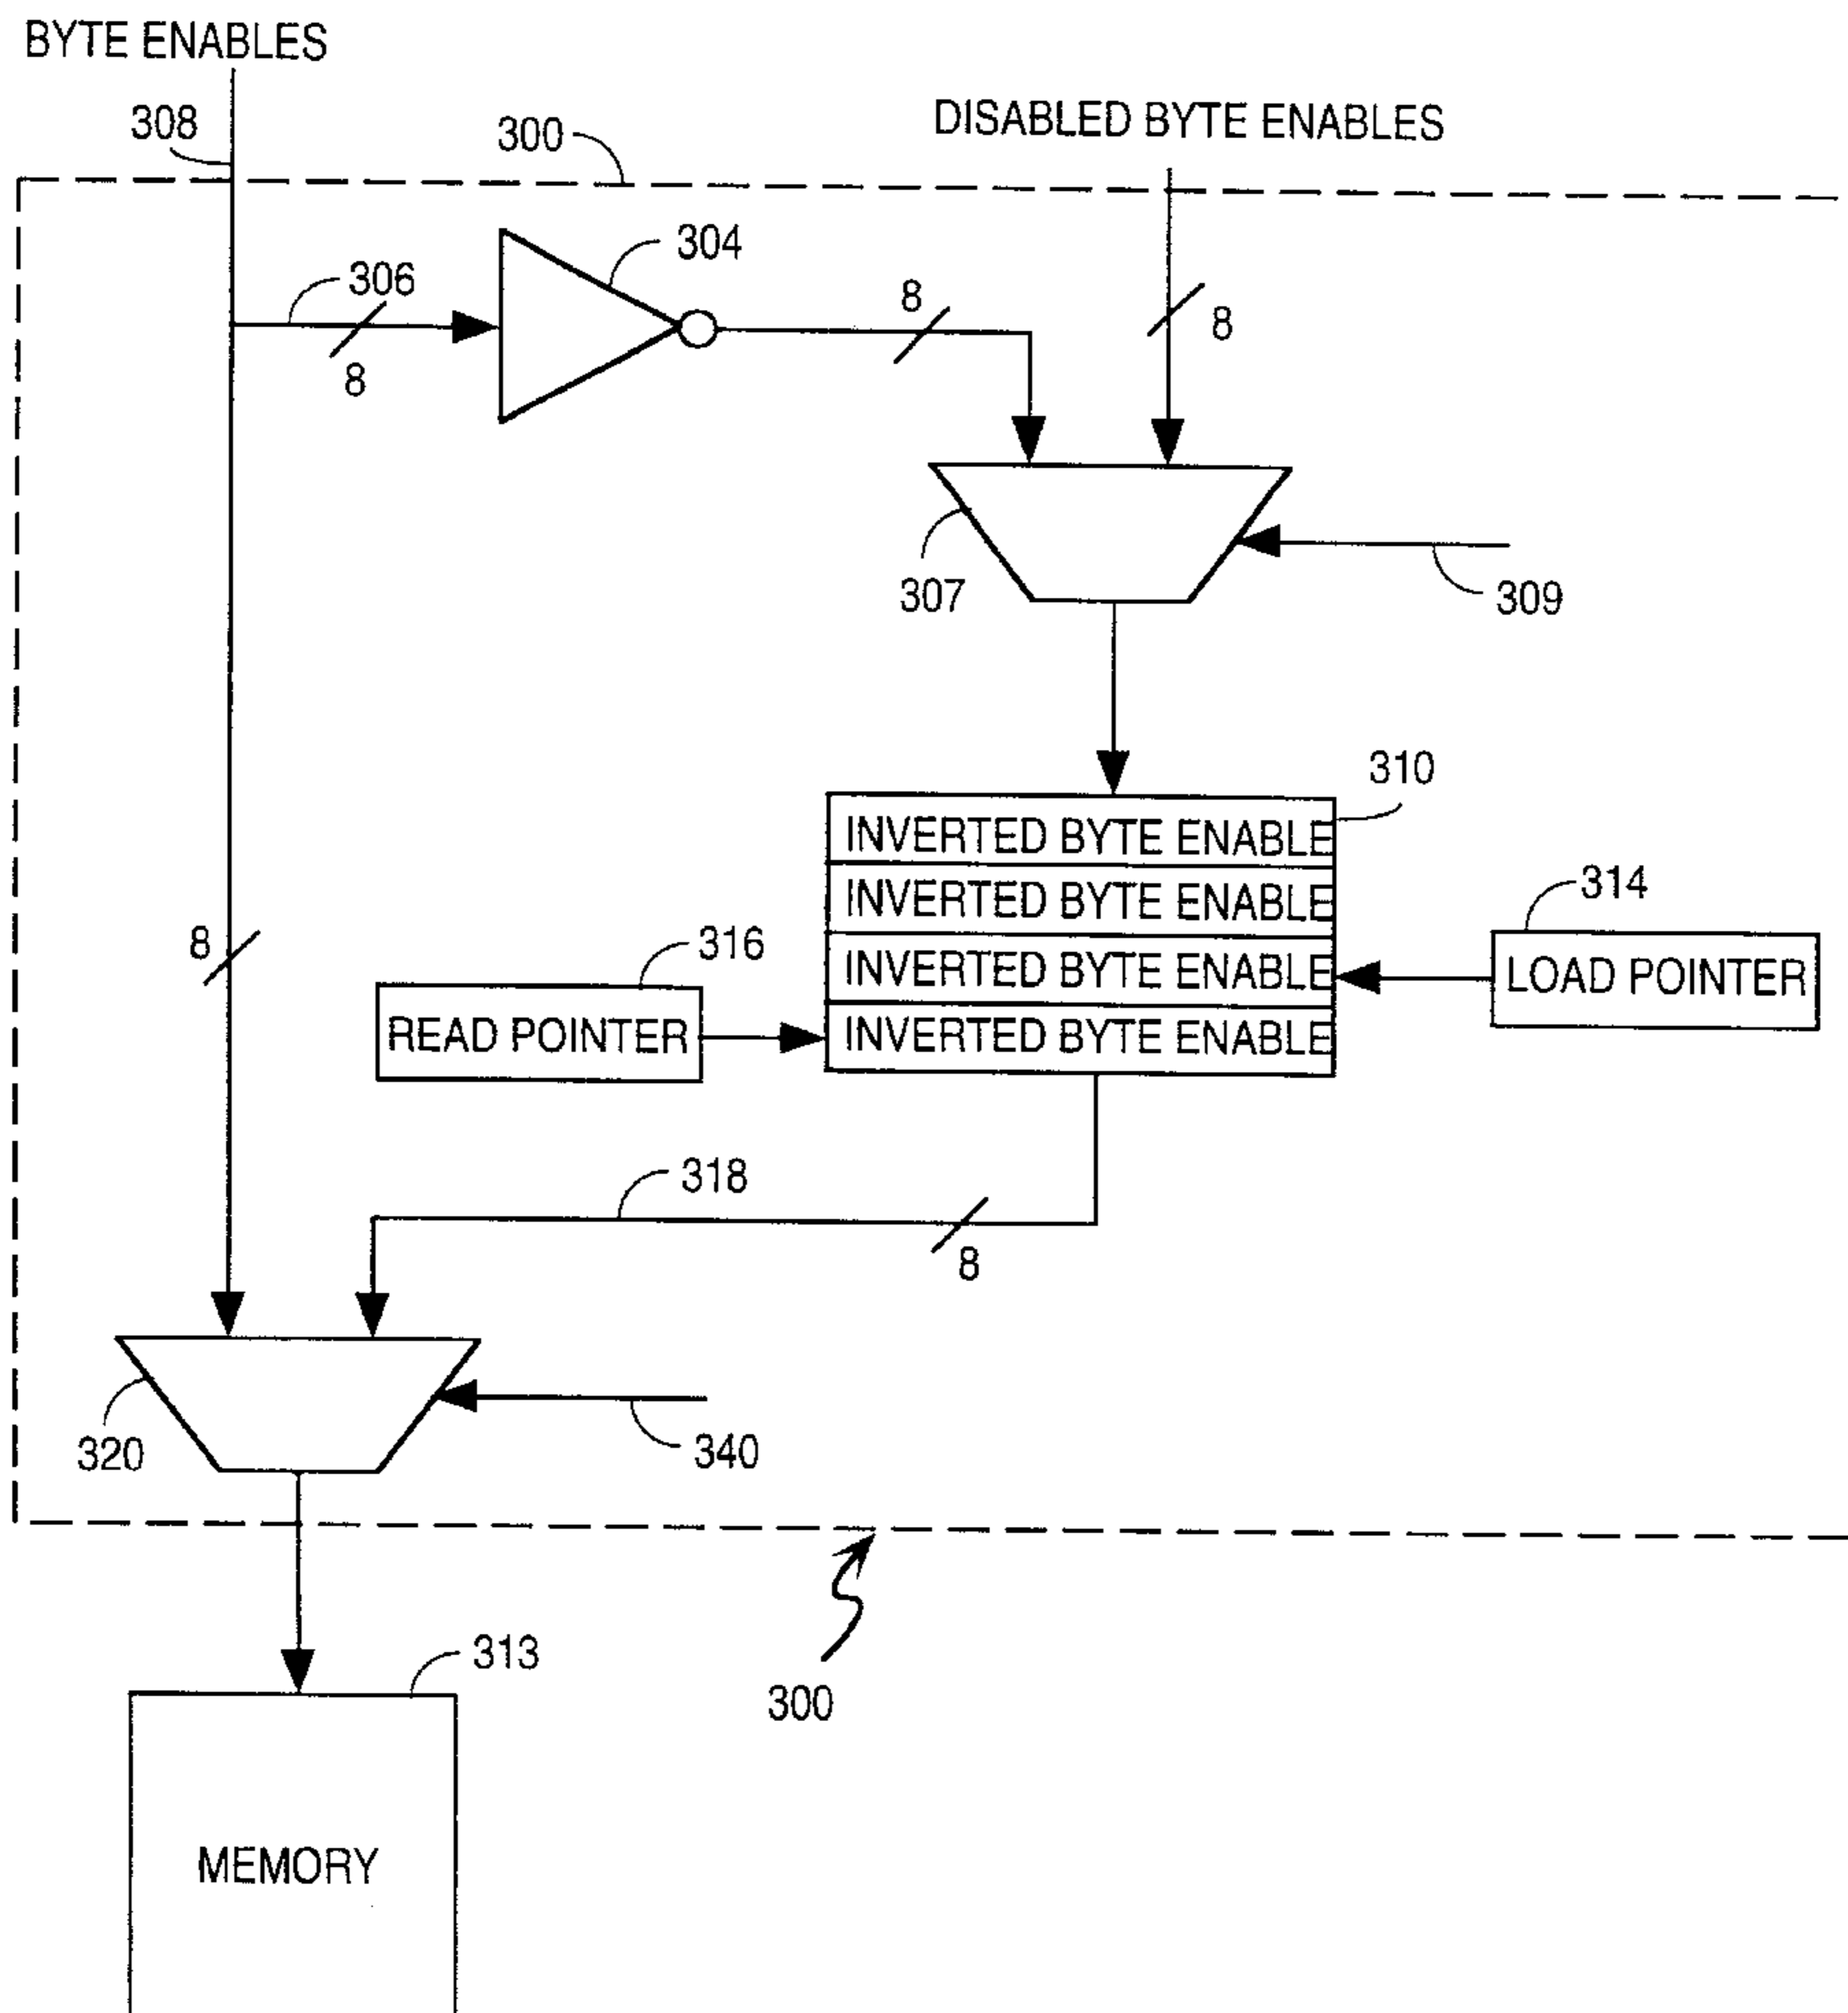 BYTE ENABLES
308
300
DISABLED BYTE ENABLES
304
306
8
8
8
307
309
310
INVERTED BYTE ENABLE
INVERTED BYTE ENABLE
INVERTED BYTE ENABLE
INVERTED BYTE ENABLE
314
LOAD POINTER
316
READ POINTER
8
318
8
320
340
313
300
MEMORY